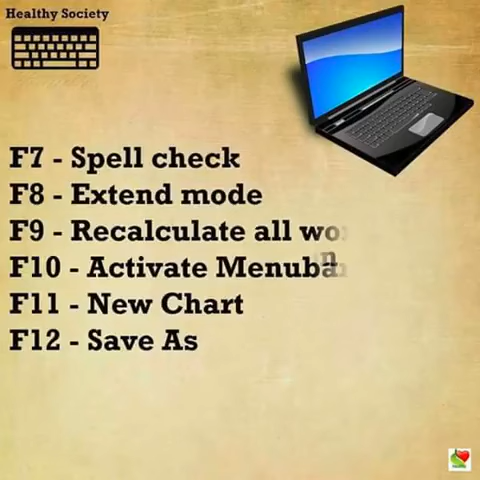 Healthy Society
F7 - Spell check
F8 - Extend mode
F9 - Recalculate all
F10 - Activate
F11 - New Chart
F12 - Save As